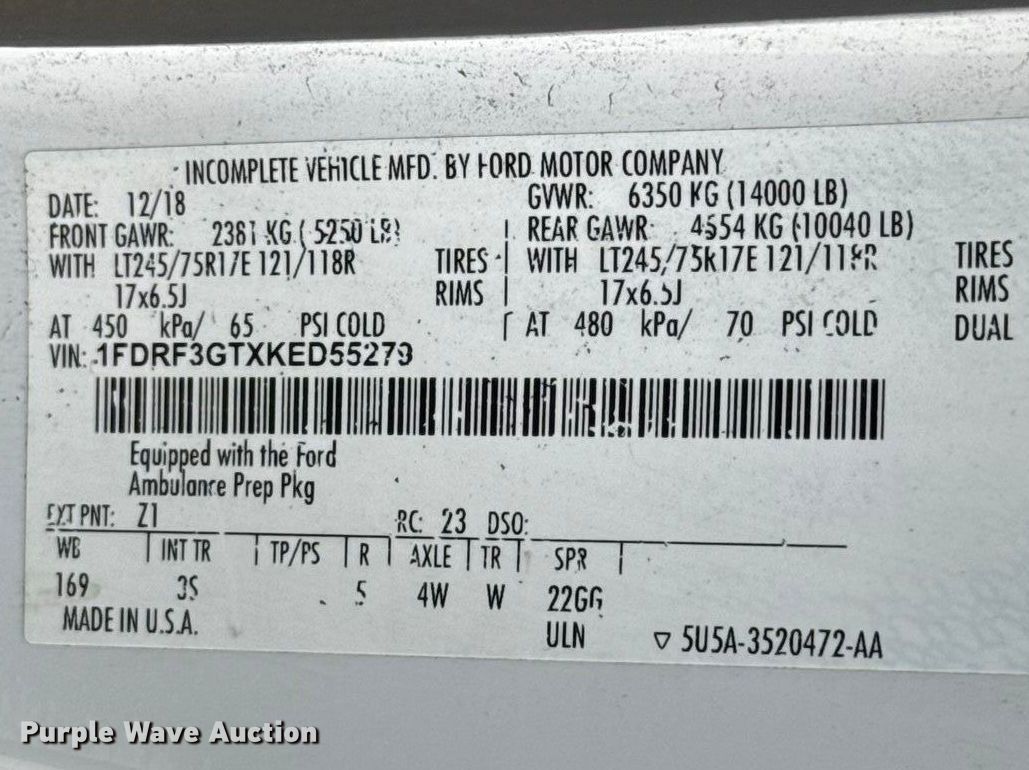 INCOMPLETE VEHICLE MFD. BY FORD MOTOR COMPANY
DATE: 12/18 GVWR: 6350 KG (14000 LB)
FRONT GAWR: 2381 KG ( 5250 LB) REAR GAWR: 4554 KG (10040 LB)
WITH LT245/75R17E 121/118R TIRES WITH LT245/75R17E 121/118R TIRES
17x6.5J RIMS 17x6.5J RIMS
AT 450 kPa/ 65 PSI COLD AT 480 kPa/ 70 PSI COLD DUAL
VIN: 1FDRF3GTXKED55279
Equipped with the Ford
Ambulance Prep Pkg
EXT PNT: Z1 RC: 23 DSO:
WB INT TR TP/PS R AXLE TR SPR
169 3S 5 4W W 22GG
MADE IN U.S.A. ULN ▽ 5U5A-3520472-AA
Purple Wave Auction